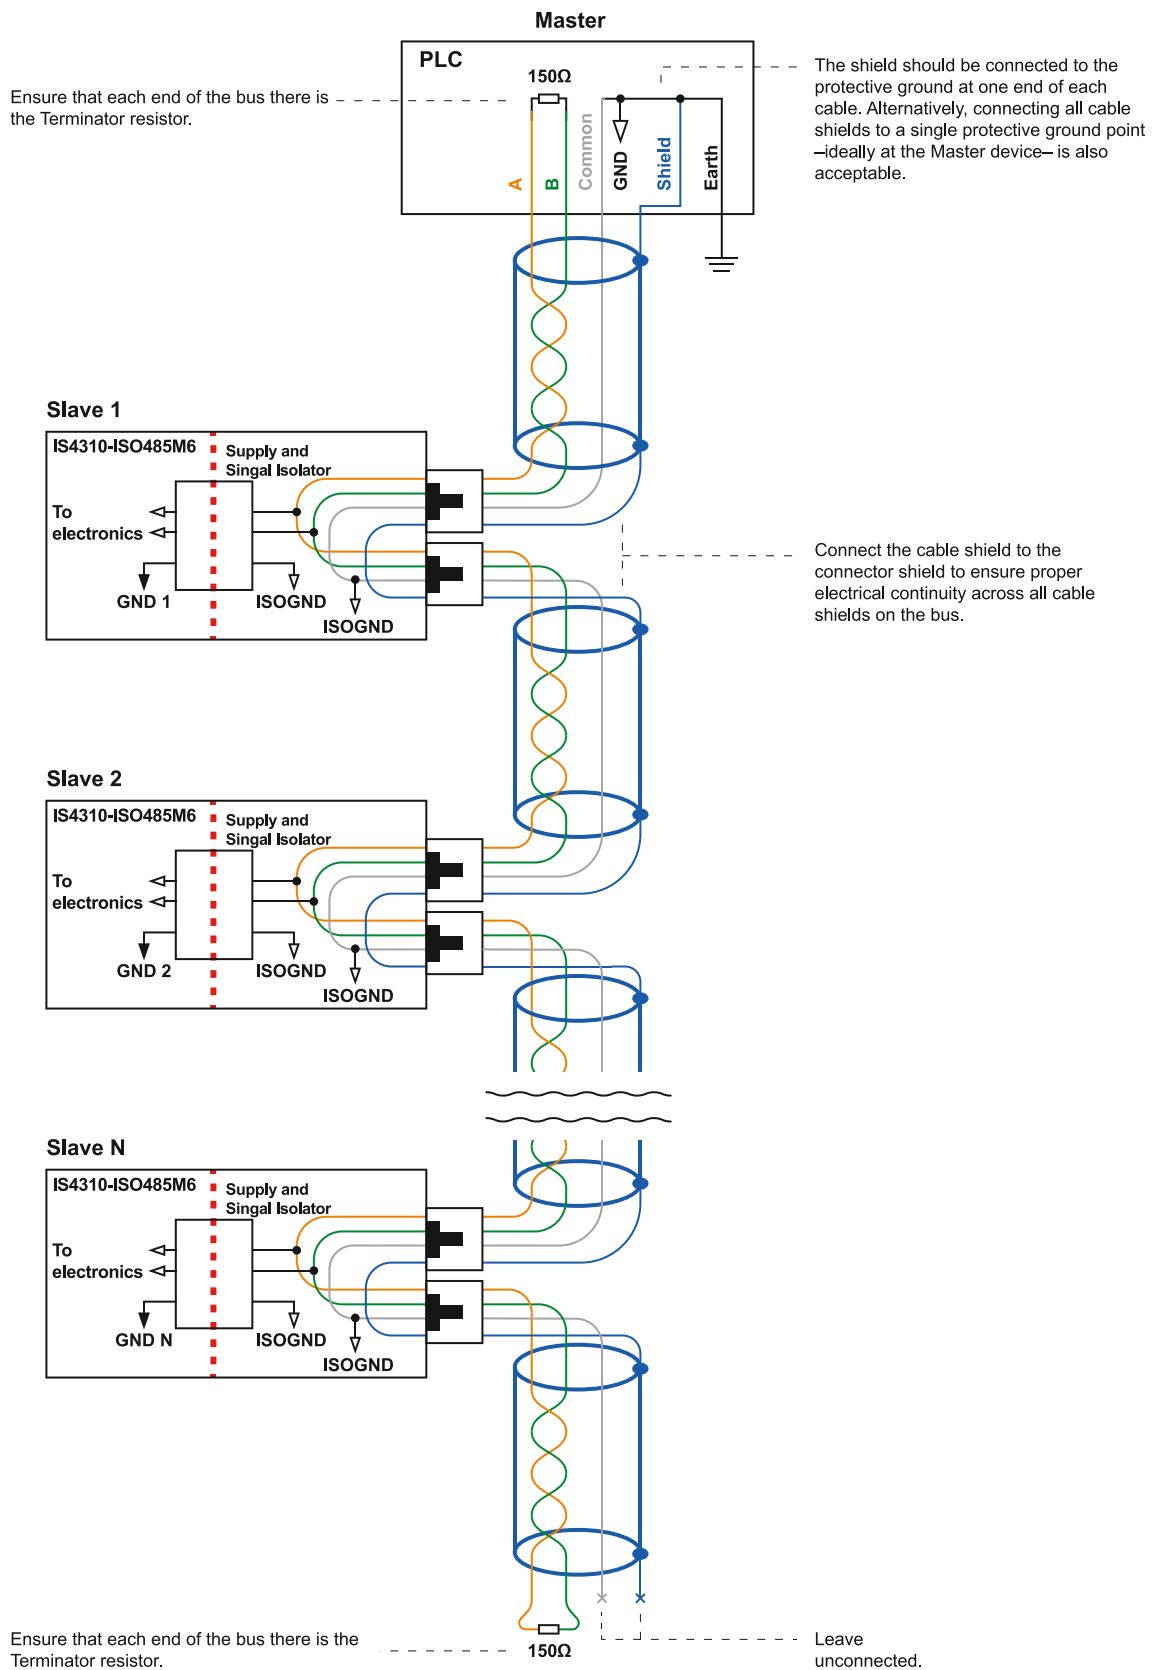 Master
PLC
150Ω
Ensure that each end of the bus there is
the Terminator resistor.
The shield should be connected to the
protective ground at one end of each
cable. Alternatively, connecting all cable
shields to a single protective ground point
–ideally at the Master device– is also
acceptable.
A
B
Common
GND
Shield
Earth
Slave 1
IS4310-ISO485M6
Supply and
Singal Isolator
To
electronics
GND 1
ISOGND
ISOGND
Connect the cable shield to the
connector shield to ensure proper
electrical continuity across all cable
shields on the bus.
Slave 2
IS4310-ISO485M6
Supply and
Singal Isolator
To
electronics
GND 2
ISOGND
ISOGND
Slave N
IS4310-ISO485M6
Supply and
Singal Isolator
To
electronics
GND N
ISOGND
ISOGND
Ensure that each end of the bus there is the
Terminator resistor.
150Ω
Leave
unconnected.